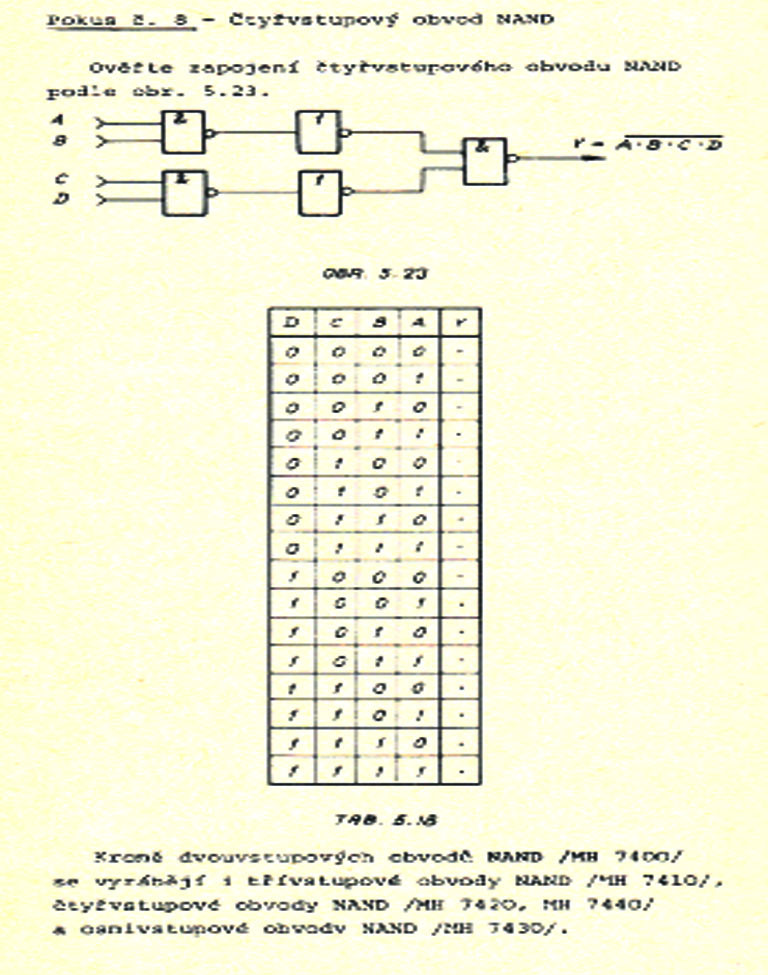 Pokus č. 8 - Čtyřvstupový obvod NAND
Ověřte zapojení čtyřvstupového obvodu NAND
podle obr. 5.23.
A
B
C
D
& 1
& 1
&
Y = A·B·C·D
OBR. 5.23
D C B A Y
0 0 0 0 -
0 0 0 1 -
0 0 1 0 -
0 0 1 1 -
0 1 0 0 -
0 1 0 1 -
0 1 1 0 -
0 1 1 1 -
1 0 0 0 -
1 0 0 1 -
1 0 1 0 -
1 0 1 1 -
1 1 0 0 -
1 1 0 1 -
1 1 1 0 -
1 1 1 1 -
TAB. 5.18
Kromě dvouvstupových obvodů NAND /MH 7400/
se vyrábějí i třívstupové obvody NAND /MH 7410/,
čtyřvstupové obvody NAND /MH 7420, MH 7440/
a osmivstupové obvody NAND /MH 7430/.